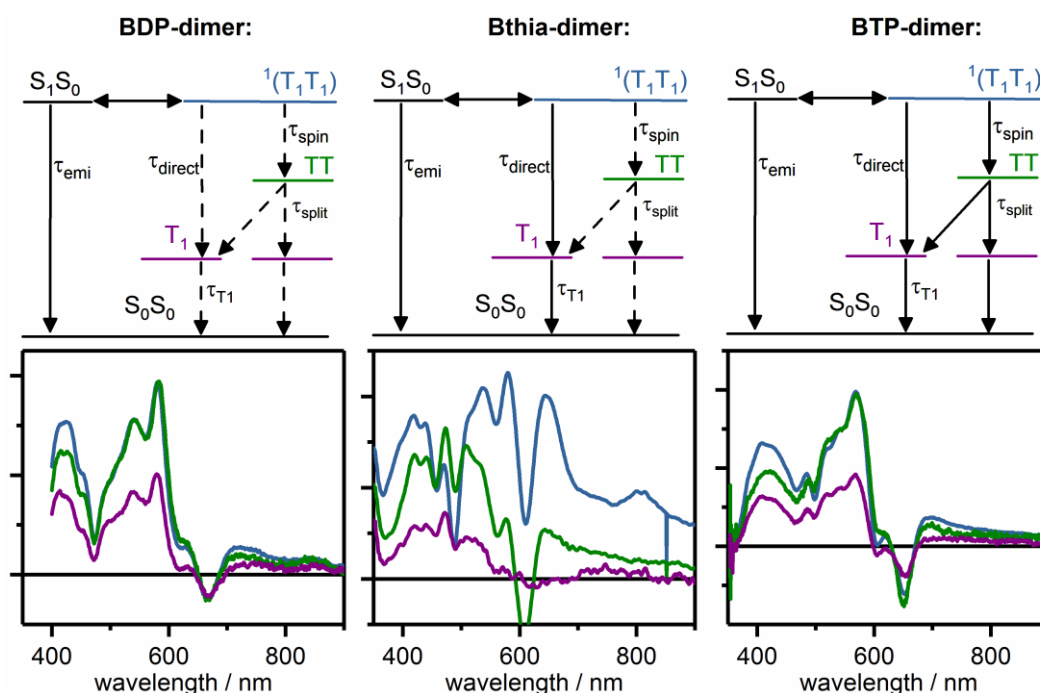 BDP-dimer:
S₁S₀
¹(T₁T₁)
τspin
τemi
τdirect
TT
τsplit
T₁
τT1
S₀S₀
400
600
800
wavelength / nm
Bthia-dimer:
S₁S₀
¹(T₁T₁)
τspin
τemi
τdirect
TT
τsplit
T₁
τT1
S₀S₀
400
600
800
wavelength / nm
BTP-dimer:
S₁S₀
¹(T₁T₁)
τspin
τemi
τdirect
TT
τsplit
T₁
τT1
S₀S₀
400
600
800
wavelength / nm